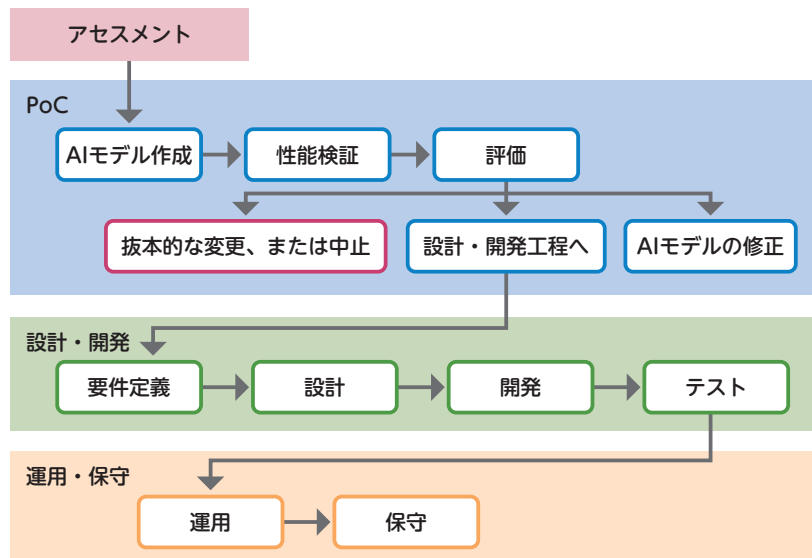 アセスメント
PoC
AIモデル作成
性能検証
評価
抜本的な変更、または中止
設計・開発工程へ
AIモデルの修正
設計・開発
要件定義
設計
開発
テスト
運用・保守
運用
保守